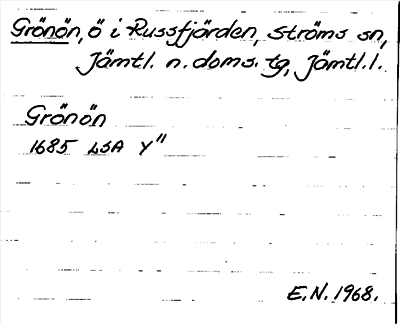 Grönön, ö i Russfjärden, Ströms sn,
Jämtl. n. doms. tg, Jämtl. l.
Grönön
1685 LSA Y"
E.N. 1968.